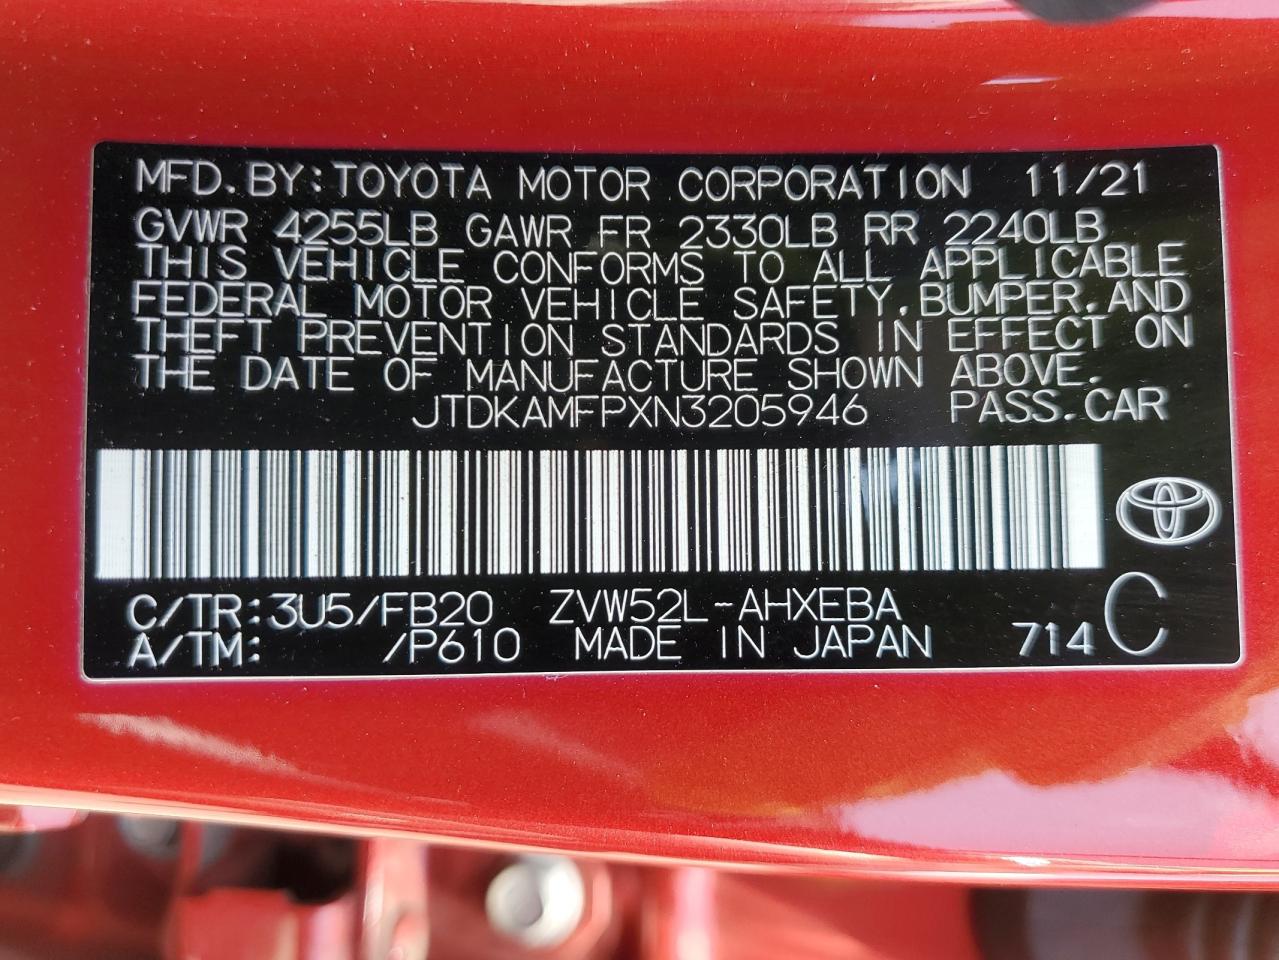 MFD.BY:TOYOTA MOTOR CORPORATION 11/21
GVWR 4255LB GAWR FR 2330LB RR 2240LB
THIS VEHICLE CONFORMS TO ALL APPLICABLE
FEDERAL MOTOR VEHICLE SAFETY,BUMPER,AND
THEFT PREVENTION STANDARDS IN EFFECT ON
THE DATE OF MANUFACTURE SHOWN ABOVE.
JTDKAMFPXN3205946 PASS.CAR
C/TR:3U5/FB20 ZVW52L-AHXEBA C
A/TM: /P610 MADE IN JAPAN 714